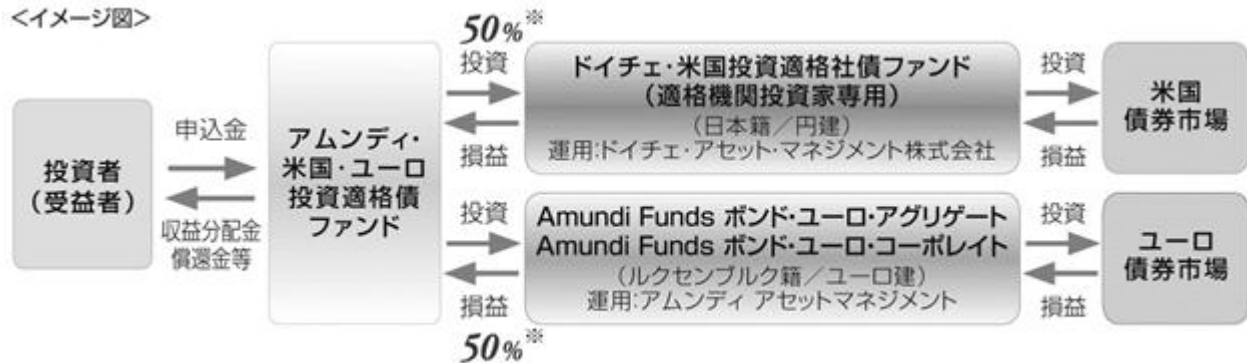 <イメージ図>
投資者
(受益者)
申込金
収益分配金
償還金等
アムンディ・
米国・ユーロ
投資適格債
ファンド
50%※
投資
損益
ドイチェ・米国投資適格社債ファンド
(適格機関投資家専用)
(日本籍/円建)
運用:ドイチェ・アセット・マネジメント株式会社
投資
損益
米国
債券市場
投資
損益
50%※
Amundi Funds ボンド・ユーロ・アグリゲート
Amundi Funds ボンド・ユーロ・コーポレイト
(ルクセンブルク籍/ユーロ建)
運用:アムンディ アセットマネジメント
投資
損益
ユーロ
債券市場